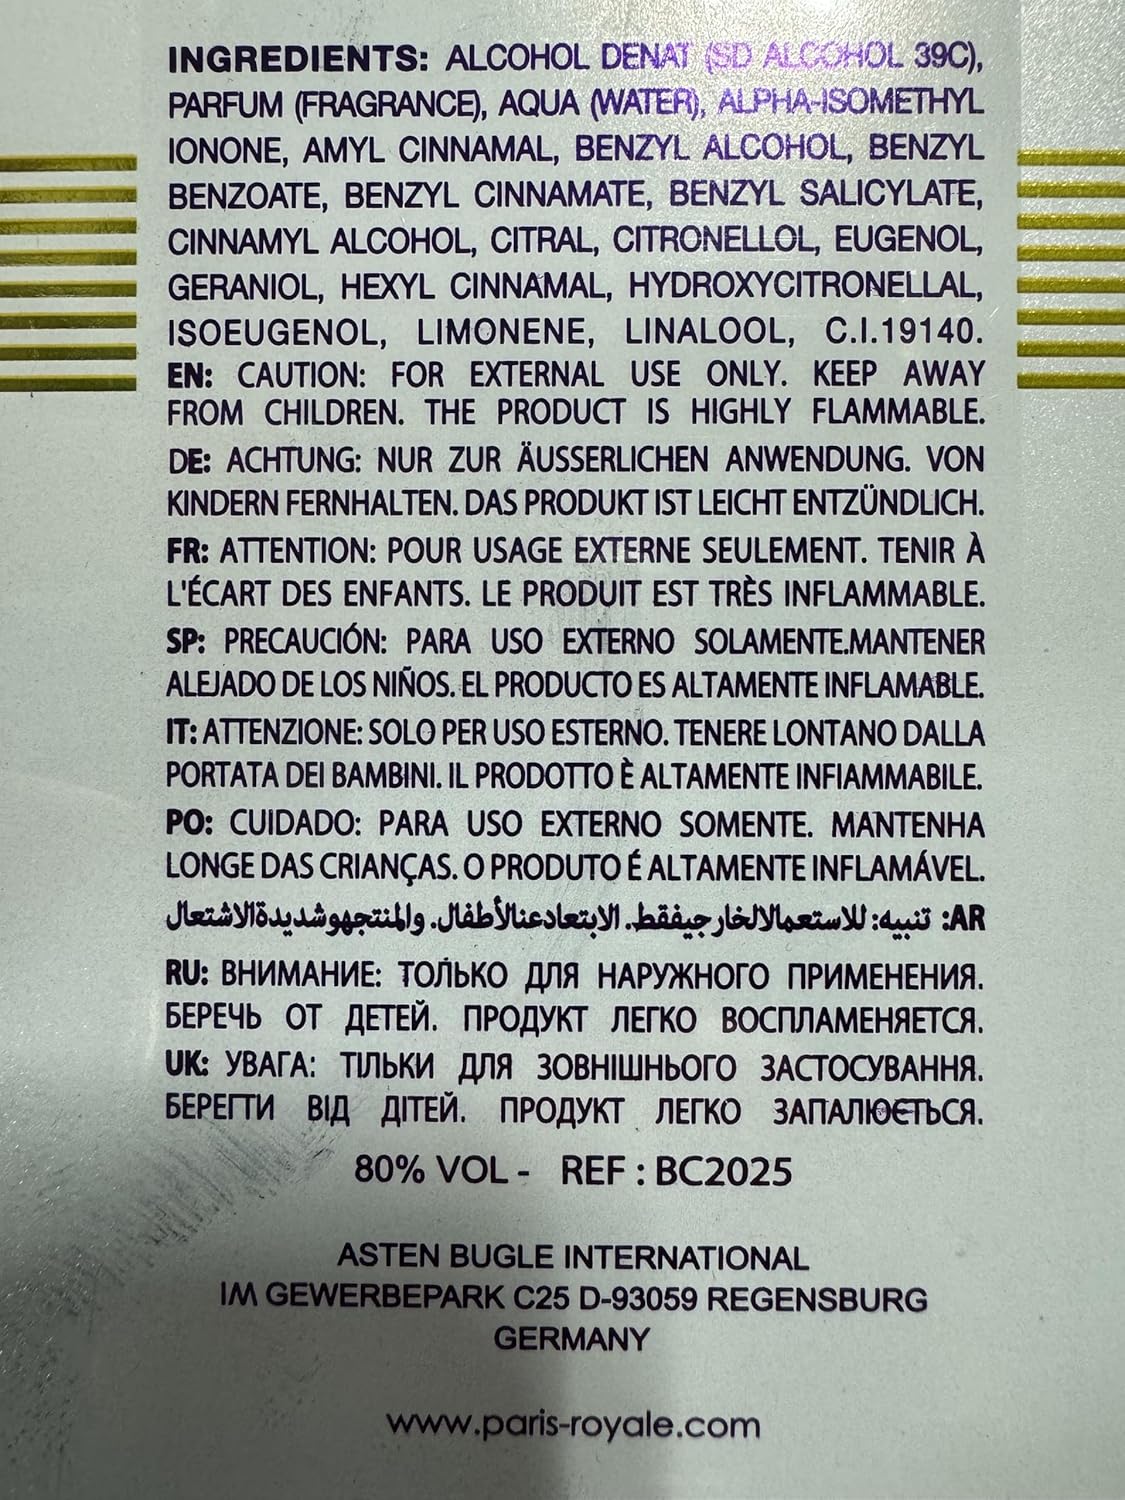 INGREDIENTS: ALCOHOL DENAT (SD ALCOHOL 39C),
PARFUM (FRAGRANCE), AQUA (WATER), ALPHA-ISOMETHYL
IONONE, AMYL CINNAMAL, BENZYL ALCOHOL, BENZYL
BENZOATE, BENZYL CINNAMATE, BENZYL SALICYLATE,
CINNAMYL ALCOHOL, CITRAL, CITRONELLOL, EUGENOL,
GERANIOL, HEXYL CINNAMAL, HYDROXYCITRONELLAL,
ISOEUGENOL, LIMONENE, LINALOOL, C.I.19140.
EN: CAUTION: FOR EXTERNAL USE ONLY. KEEP AWAY
FROM CHILDREN. THE PRODUCT IS HIGHLY FLAMMABLE.
DE: ACHTUNG: NUR ZUR ÄUSSERLICHEN ANWENDUNG. VON
KINDERN FERNHALTEN. DAS PRODUKT IST LEICHT ENTZÜNDLICH.
FR: ATTENTION: POUR USAGE EXTERNE SEULEMENT. TENIR À
L'ÉCART DES ENFANTS. LE PRODUIT EST TRÈS INFLAMMABLE.
SP: PRECAUCIÓN: PARA USO EXTERNO SOLAMENTE.MANTENER
ALEJADO DE LOS NIÑOS. EL PRODUCTO ES ALTAMENTE INFLAMABLE.
IT: ATTENZIONE: SOLO PER USO ESTERNO. TENERE LONTANO DALLA
PORTATA DEI BAMBINI. IL PRODOTTO È ALTAMENTE INFIAMMABILE.
PO: CUIDADO: PARA USO EXTERNO SOMENTE. MANTENHA
LONGE DAS CRIANÇAS. O PRODUTO É ALTAMENTE INFLAMÁVEL.
AR: تنبيه: للاستعمالالخارجيفقط. الابتعادعنالأطفال. والمنتجهوشديدةالاشتعال
RU: ВНИМАНИЕ: ТОЛЬКО ДЛЯ НАРУЖНОГО ПРИМЕНЕНИЯ.
БЕРЕЧЬ ОТ ДЕТЕЙ. ПРОДУКТ ЛЕГКО ВОСПЛАМЕНЯЕТСЯ.
UK: УВАГА: ТІЛЬКИ ДЛЯ ЗОВНІШНЬОГО ЗАСТОСУВАННЯ.
БЕРЕГТИ ВІД ДІТЕЙ. ПРОДУКТ ЛЕГКО ЗАПАЛЮЄТЬСЯ.
80% VOL - REF : BC2025
ASTEN BUGLE INTERNATIONAL
IM GEWERBEPARK C25 D-93059 REGENSBURG
GERMANY
www.paris-royale.com